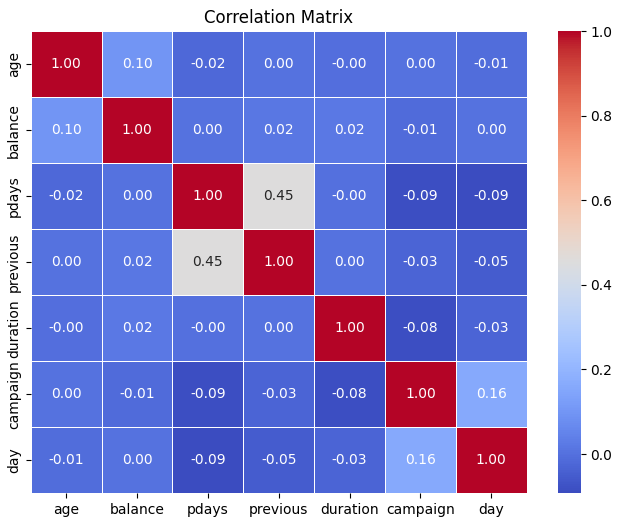 Correlation Matrix
age 1.00 0.10 -0.02 0.00 -0.00 0.00 -0.01
balance 0.10 1.00 0.00 0.02 0.02 -0.01 0.00
pdays -0.02 0.00 1.00 0.45 -0.00 -0.09 -0.09
previous 0.00 0.02 0.45 1.00 0.00 -0.03 -0.05
duration -0.00 0.02 -0.00 0.00 1.00 -0.08 -0.03
campaign 0.00 -0.01 -0.09 -0.03 -0.08 1.00 0.16
day -0.01 0.00 -0.09 -0.05 -0.03 0.16 1.00
age balance pdays previous duration campaign day
1.0
0.8
0.6
0.4
0.2
0.0